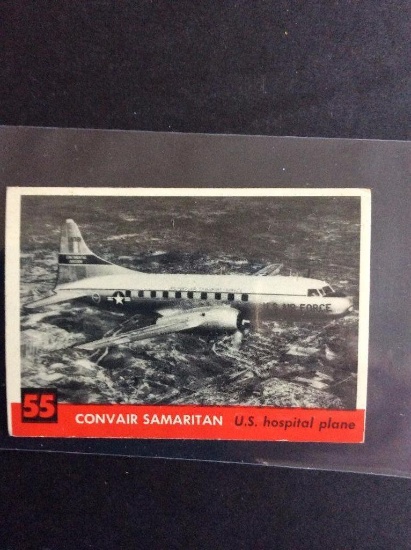 AIR FORCE
55
CONVAIR SAMARITAN U.S. hospital plane